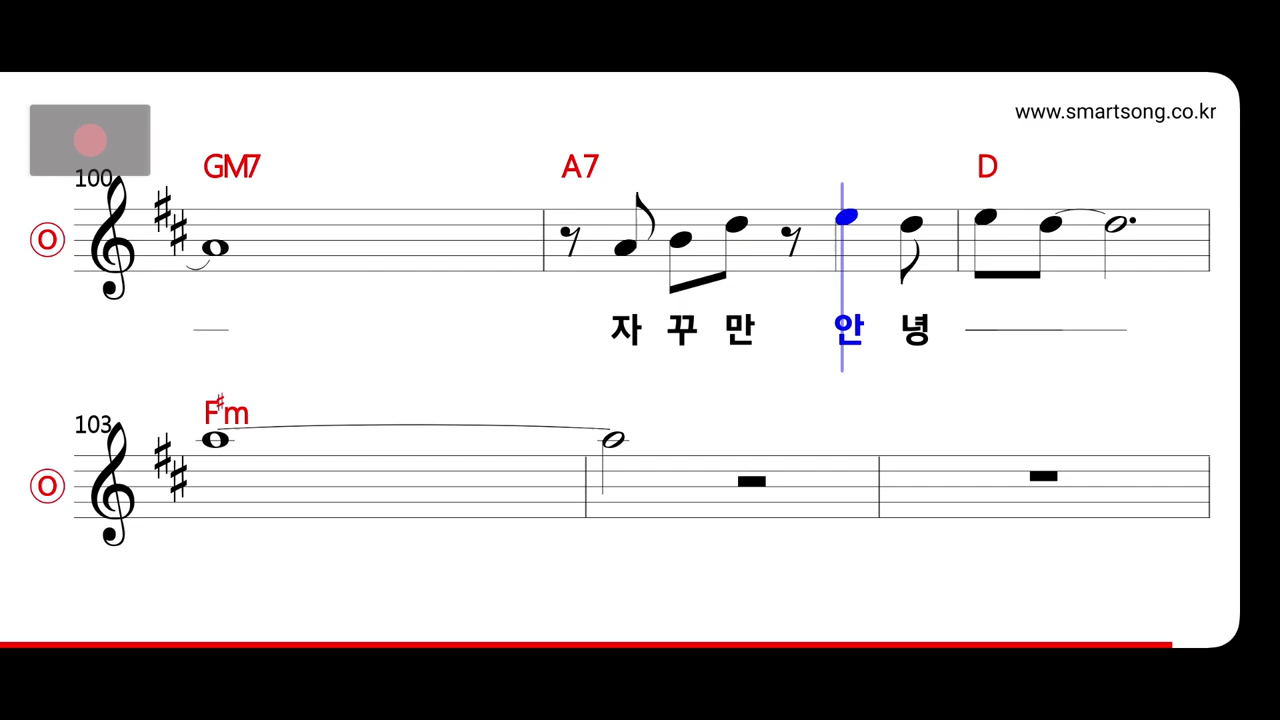 www.smartsong.co.kr
GM7 A7 D
100
O
자 꾸 만 안 녕
F♯m
103
O